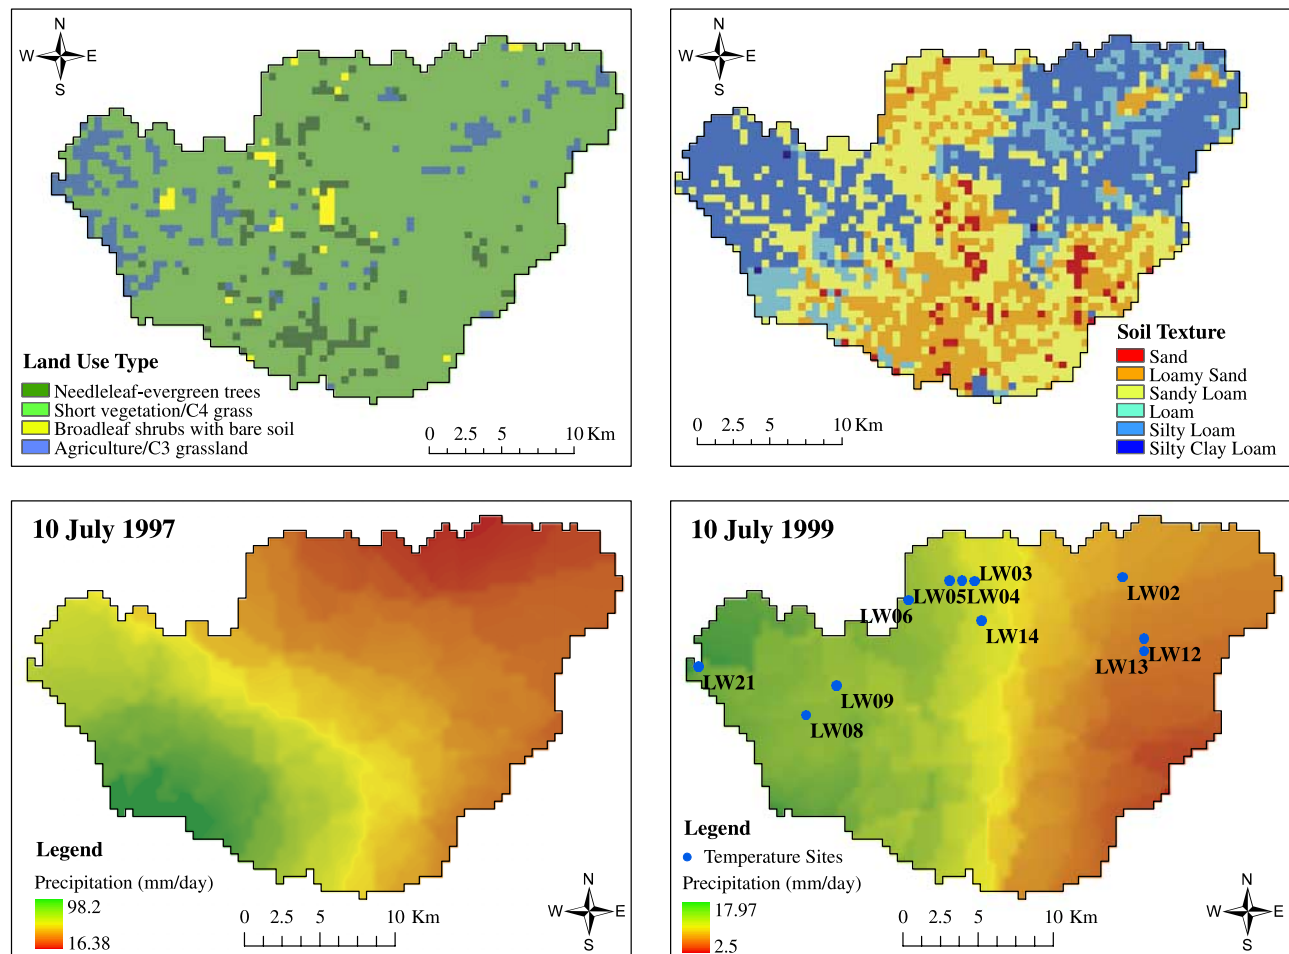 N
W E
S
Land Use Type
Needleleaf-evergreen trees
Short vegetation/C4 grass
Broadleaf shrubs with bare soil
Agriculture/C3 grassland
0 2.5 5 10 Km
N
W E
S
Soil Texture
Sand
Loamy Sand
Sandy Loam
Loam
Silty Loam
Silty Clay Loam
0 2.5 5 10 Km
10 July 1997
Legend
Precipitation (mm/day)
98.2
16.38
0 2.5 5 10 Km
N
W E
S
10 July 1999
LW03
LW05 LW04
LW06
LW14
LW02
LW12
LW13
LW21
LW09
LW08
Legend
Temperature Sites
Precipitation (mm/day)
17.97
2.5
0 2.5 5 10 Km
N
W E
S